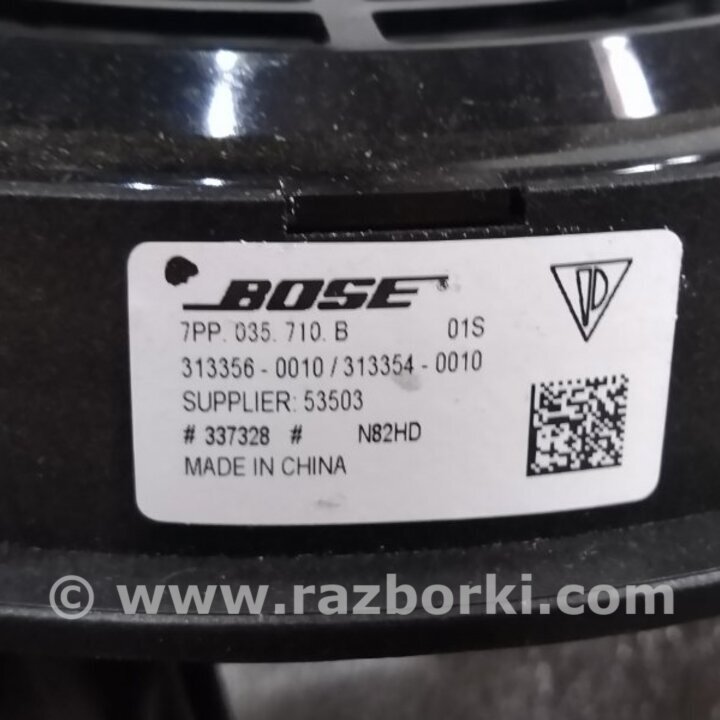 BOSE®
7PP. 035. 710. B 01S
313356 - 0010 / 313354 - 0010
SUPPLIER: 53503
# 337328 # N82HD
MADE IN CHINA
© www.razborki.com